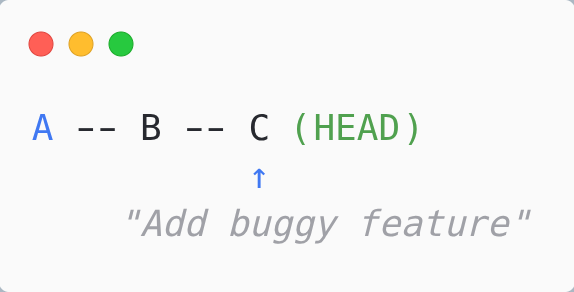 A -- B -- C (HEAD)
↑
"Add buggy feature"